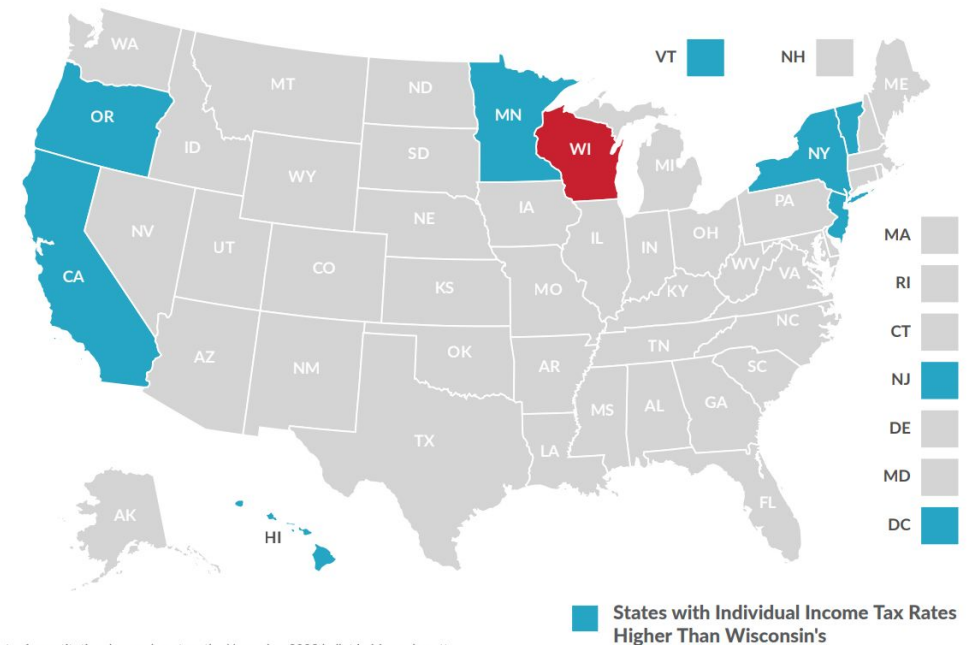 WA
MT
ND
MN
VT
NH
ME
OR
ID
SD
WI
MI
NY
WY
IA
NE
PA
NV
UT
CO
IL
IN
OH
MA
CA
KS
MO
WV
VA
KY
RI
NC
CT
AZ
NM
OK
AR
TN
SC
NJ
MS
AL
GA
TX
LA
DE
FL
MD
AK
HI
DC
States with Individual Income Tax Rates
Higher Than Wisconsin's